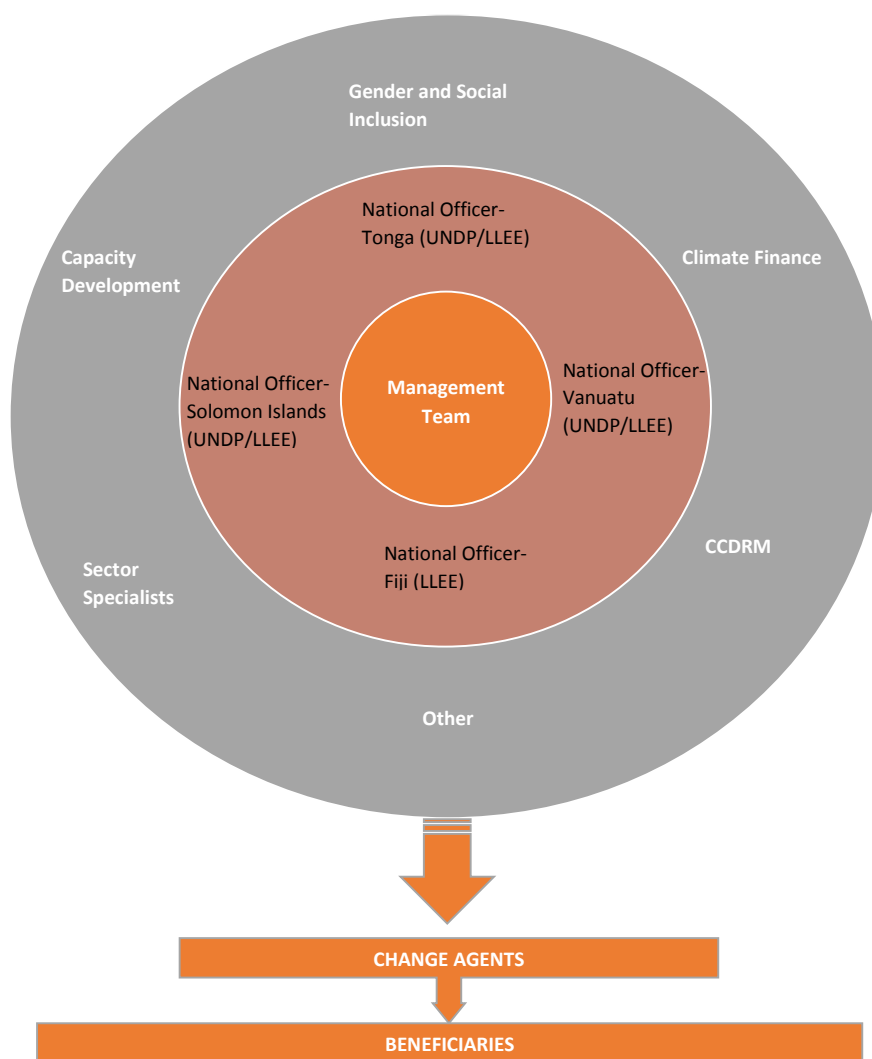 Gender and Social
Inclusion
National Officer-
Tonga (UNDP/LLEE)
Capacity
Development
Climate Finance
National Officer-
Solomon Islands
(UNDP/LLEE)
Management
Team
National Officer-
Vanuatu
(UNDP/LLEE)
National Officer-
Fiji (LLEE)
CCDRM
Sector
Specialists
Other
CHANGE AGENTS
BENEFICIARIES